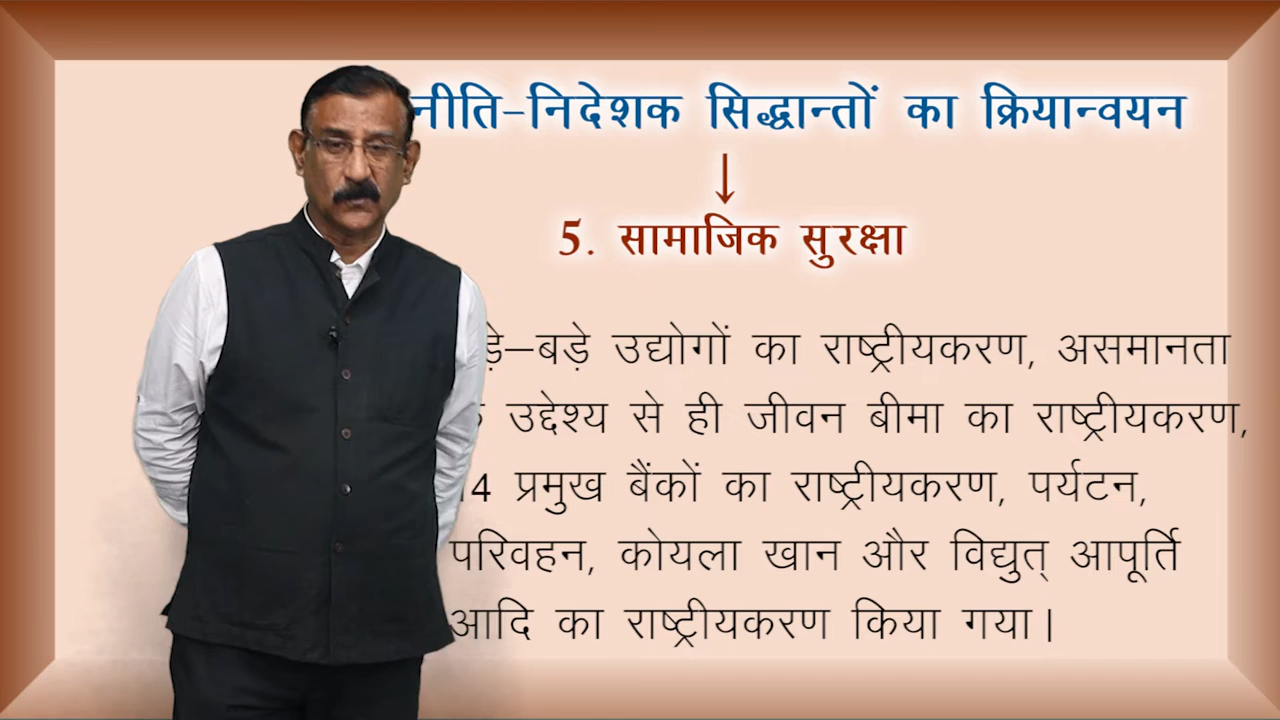 नीति-निदेशक सिद्धान्तों का क्रियान्वयन
↓
5. सामाजिक सुरक्षा
बड़े उद्योगों का राष्ट्रीयकरण, असमानता
उद्देश्य से ही जीवन बीमा का राष्ट्रीयकरण,
14 प्रमुख बैंकों का राष्ट्रीयकरण, पर्यटन,
परिवहन, कोयला खान और विद्युत् आपूर्ति
आदि का राष्ट्रीयकरण किया गया।